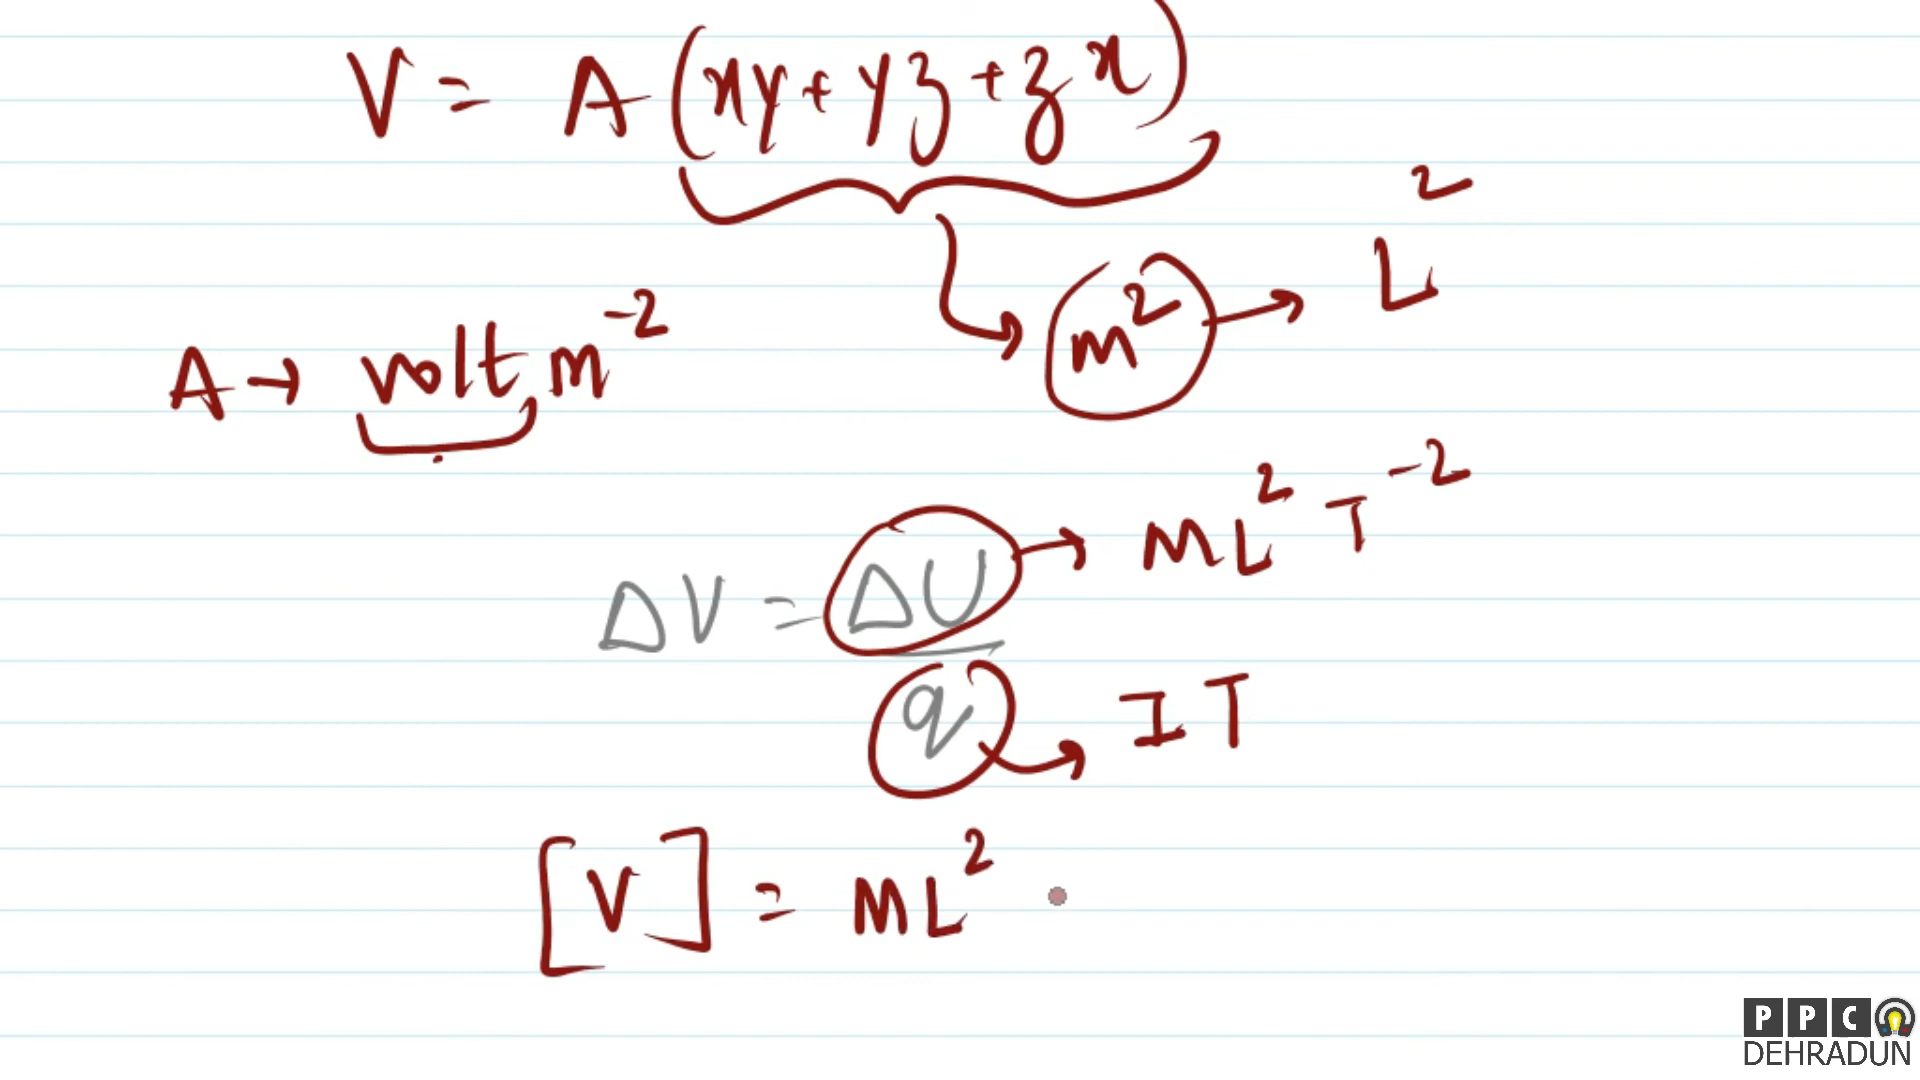 V = A (xy + yz + zx)
m² → L²
A → volt m⁻²
ΔV = ΔU → ML²T⁻²
q → IT
[V] = ML²
PPC
DEHRADUN